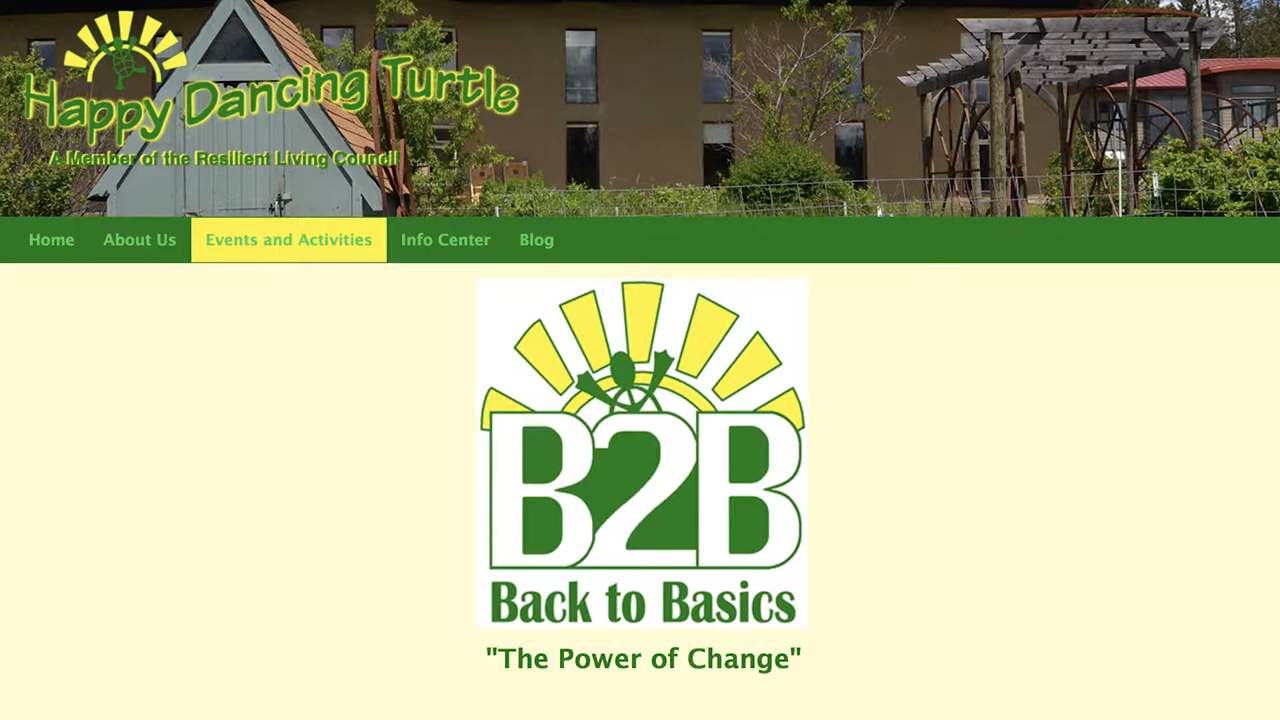 Happy Dancing Turtle
A Member of the Resilient Living Council
Home About Us Events and Activities Info Center Blog
B2B
Back to Basics
"The Power of Change"